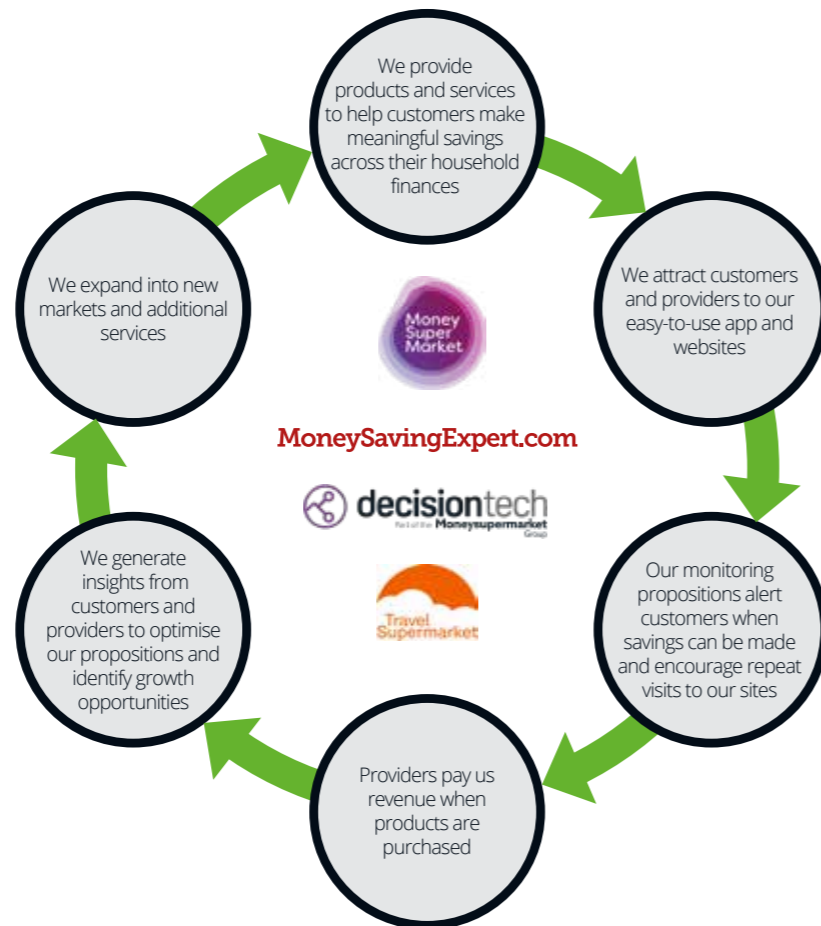 We provide
products and services
to help customers make
meaningful savings
across their household
finances
We attract customers
and providers to our
easy-to-use app and
websites
Our monitoring
propositions alert
customers when
savings can be made
and encourage repeat
visits to our sites
Providers pay us
revenue when
products are
purchased
We generate
insights from
customers and
providers to optimise
our propositions and
identify growth
opportunities
We expand into new
markets and additional
services
Money
Super
Market
MoneySavingExpert.com
decisiontech
Part of the Moneysupermarket
Group
Travel
Supermarket